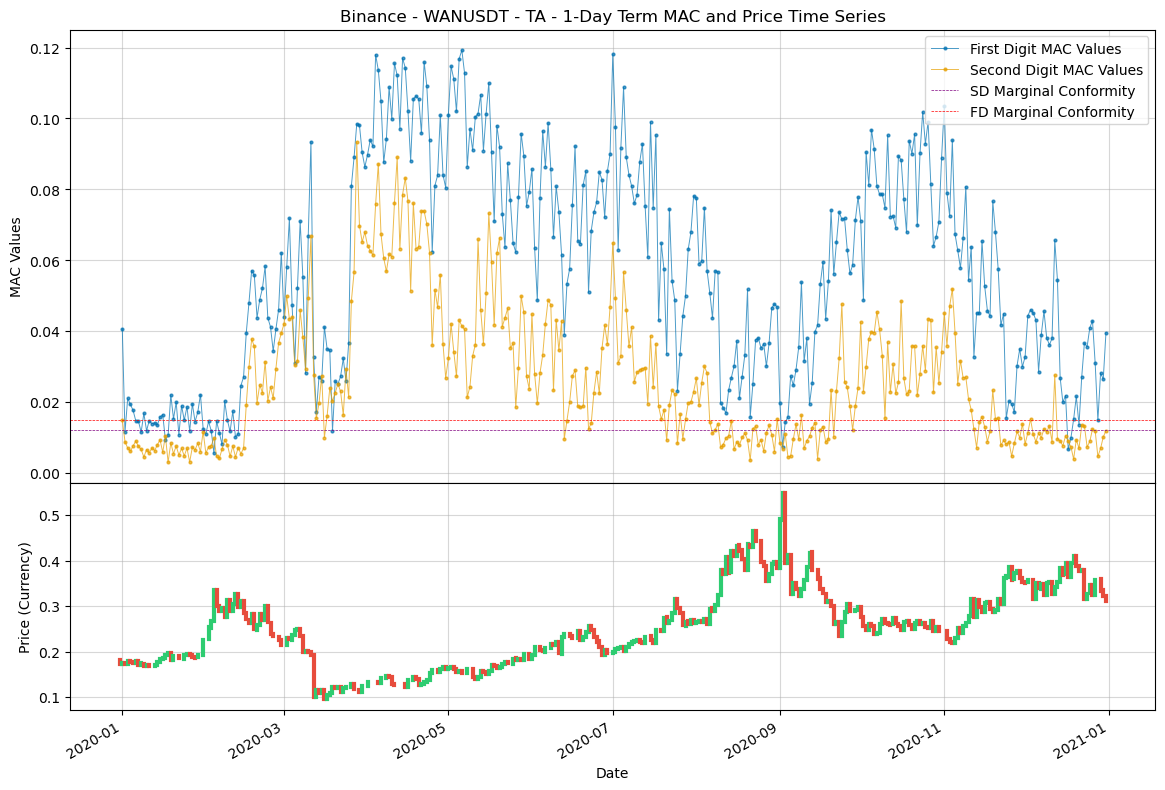 Binance - WANUSDT - TA - 1-Day Term MAC and Price Time Series
First Digit MAC Values
Second Digit MAC Values
SD Marginal Conformity
FD Marginal Conformity
MAC Values
0.12
0.10
0.08
0.06
0.04
0.02
0.00
Price (Currency)
0.5
0.4
0.3
0.2
0.1
2020-01
2020-03
2020-05
2020-07
2020-09
2020-11
2021-01
Date